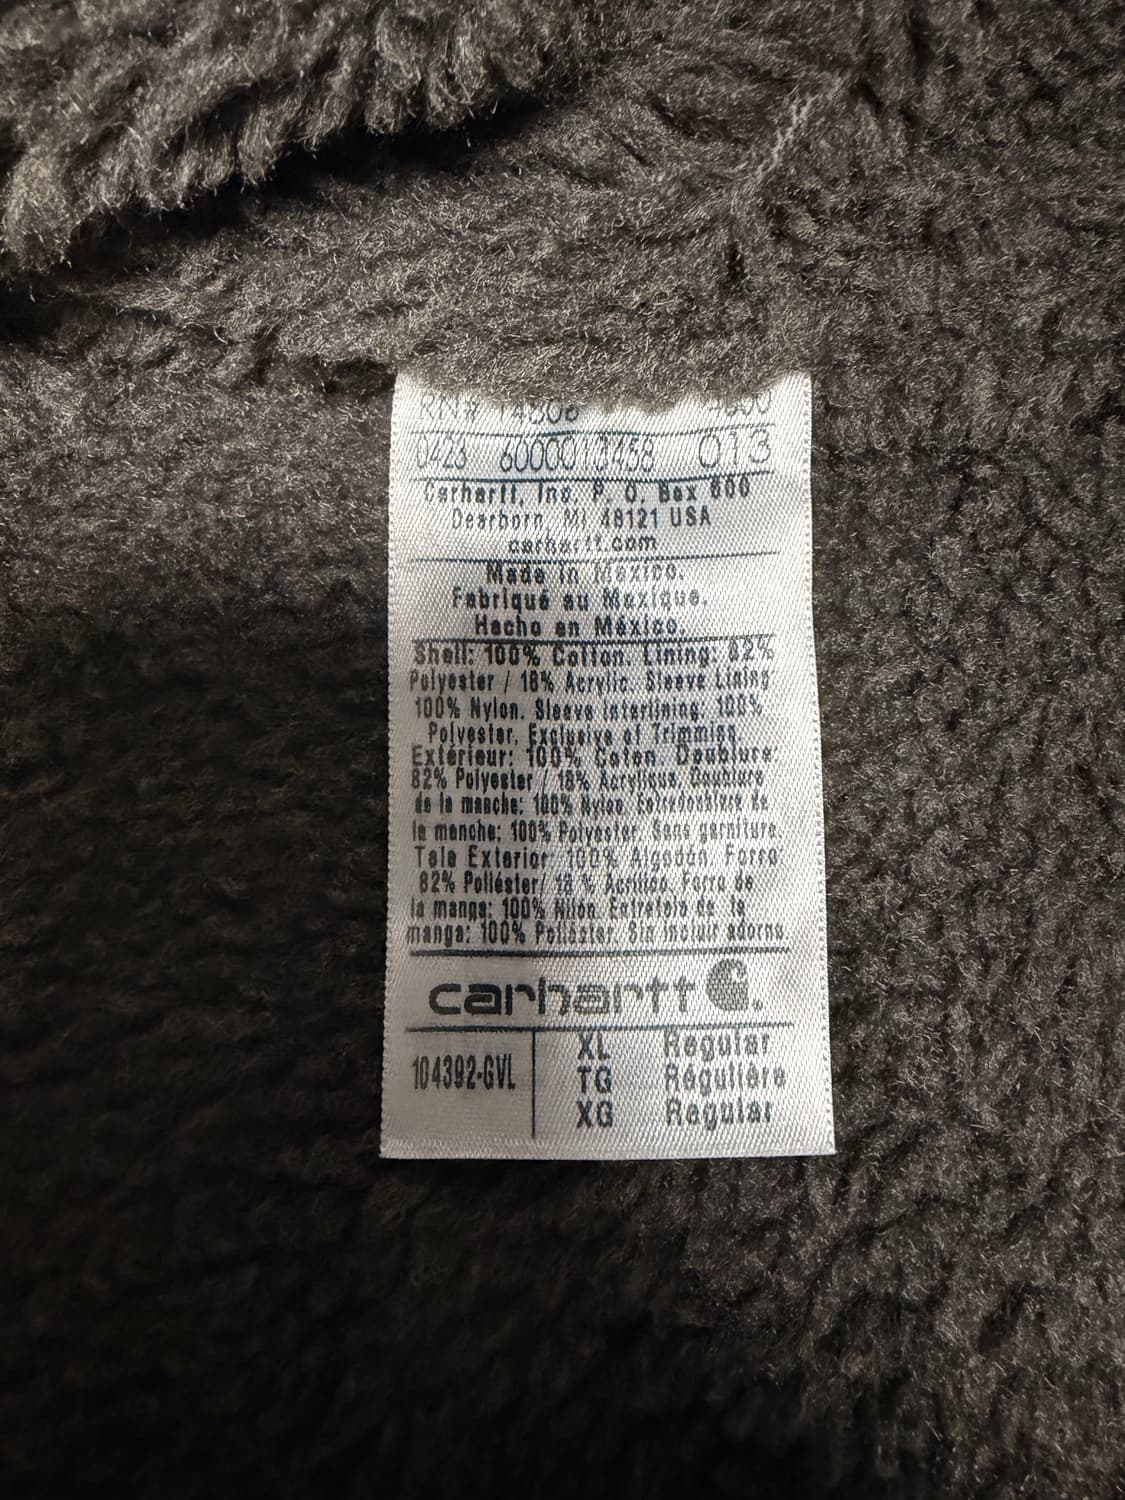 RN# 14806
0423 6000013458 013
Carhartt, Inc. P. O. Box 600
Dearborn, MI 48121 USA
carhartt.com
Made in Mexico.
Fabriqué au Mexique.
Hecho en México.
Shell: 100% Cotton. Lining: 82%
Polyester / 18% Acrylic. Sleeve Lining
100% Nylon. Sleeve Interlining: 100%
Polyester, Exclusive of Trimming
Extérieur: 100% Coton. Doublure:
82% Polyester / 18% Acrylique. Doublure
de la manche: 100% Nylon. Entredoublure de
la manche: 100% Polyester. Sans garniture.
Tela Exterior: 100% Algodón. Forro:
82% Poliéster/ 18 % Acrílico. Forro de
la manga: 100% Nilón. Entretela de la
manga: 100% Poliéster. Sin incluir adorno
carhartt
104392-GVL
XL Regular
TG Régulière
XG Regular